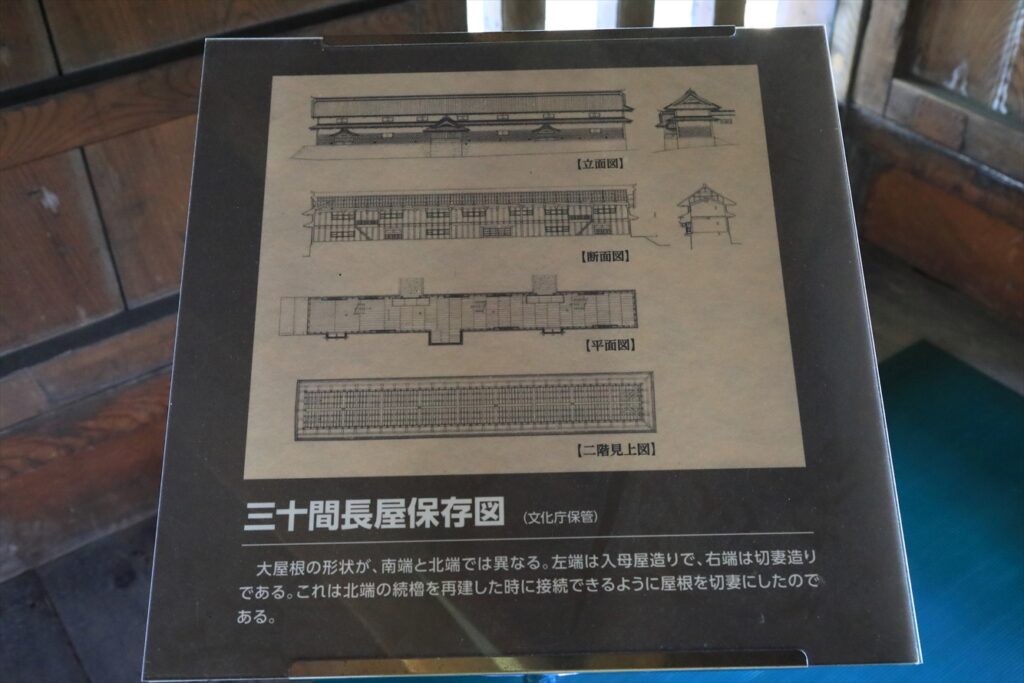 【立面図】
【断面図】
【平面図】
【二階見上図】
三十間長屋保存図 (文化庁保管)
大屋根の形状が、南端と北端では異なる。左端は入母屋造りで、右端は切妻造り
である。これは北端の続櫓を再建した時に接続できるように屋根を切妻にしたので
ある。